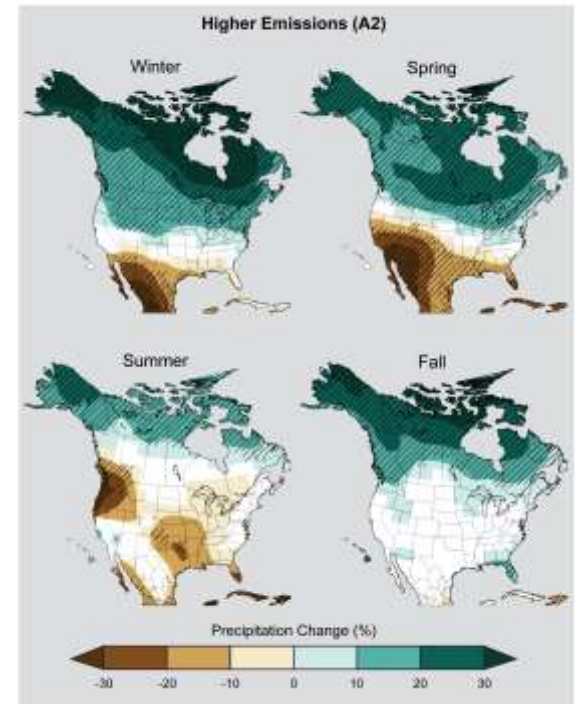 Higher Emissions (A2)
Winter
Spring
Summer
Fall
Precipitation Change (%)
-30 -20 -10 0 10 20 30